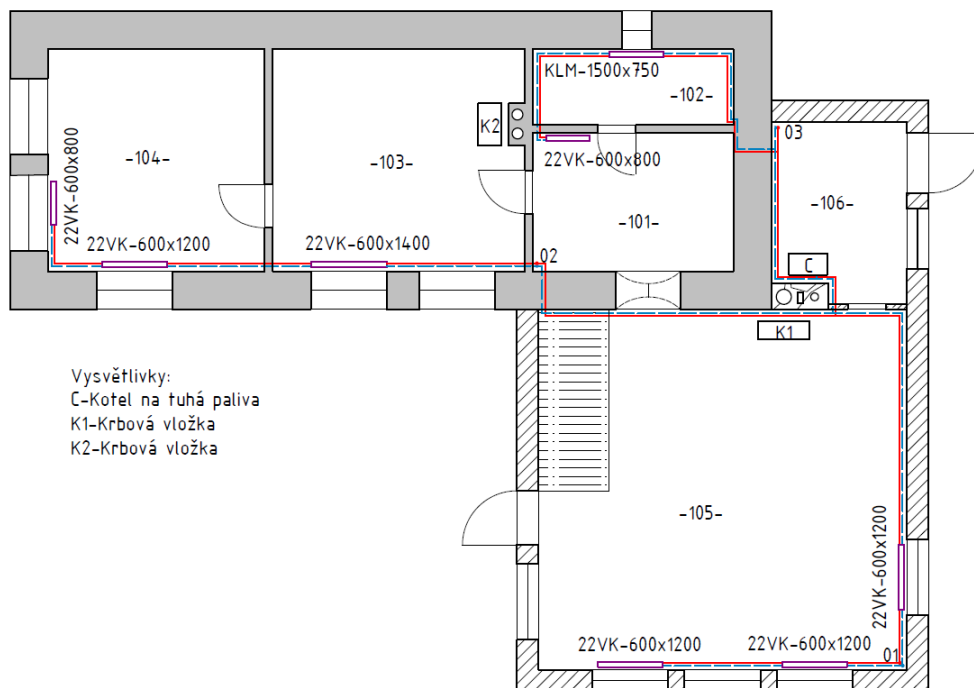 KLM-1500x750
-102-
K2
03
-104-
-103-
22VK-600x800
22VK-600x800
-101-
-106-
22VK-600x1200
22VK-600x1400
02
C
K1
Vysvětlivky:
C-Kotel na tuhá paliva
K1-Krbová vložka
K2-Krbová vložka
-105-
22VK-600x1200
22VK-600x1200
22VK-600x1200
01